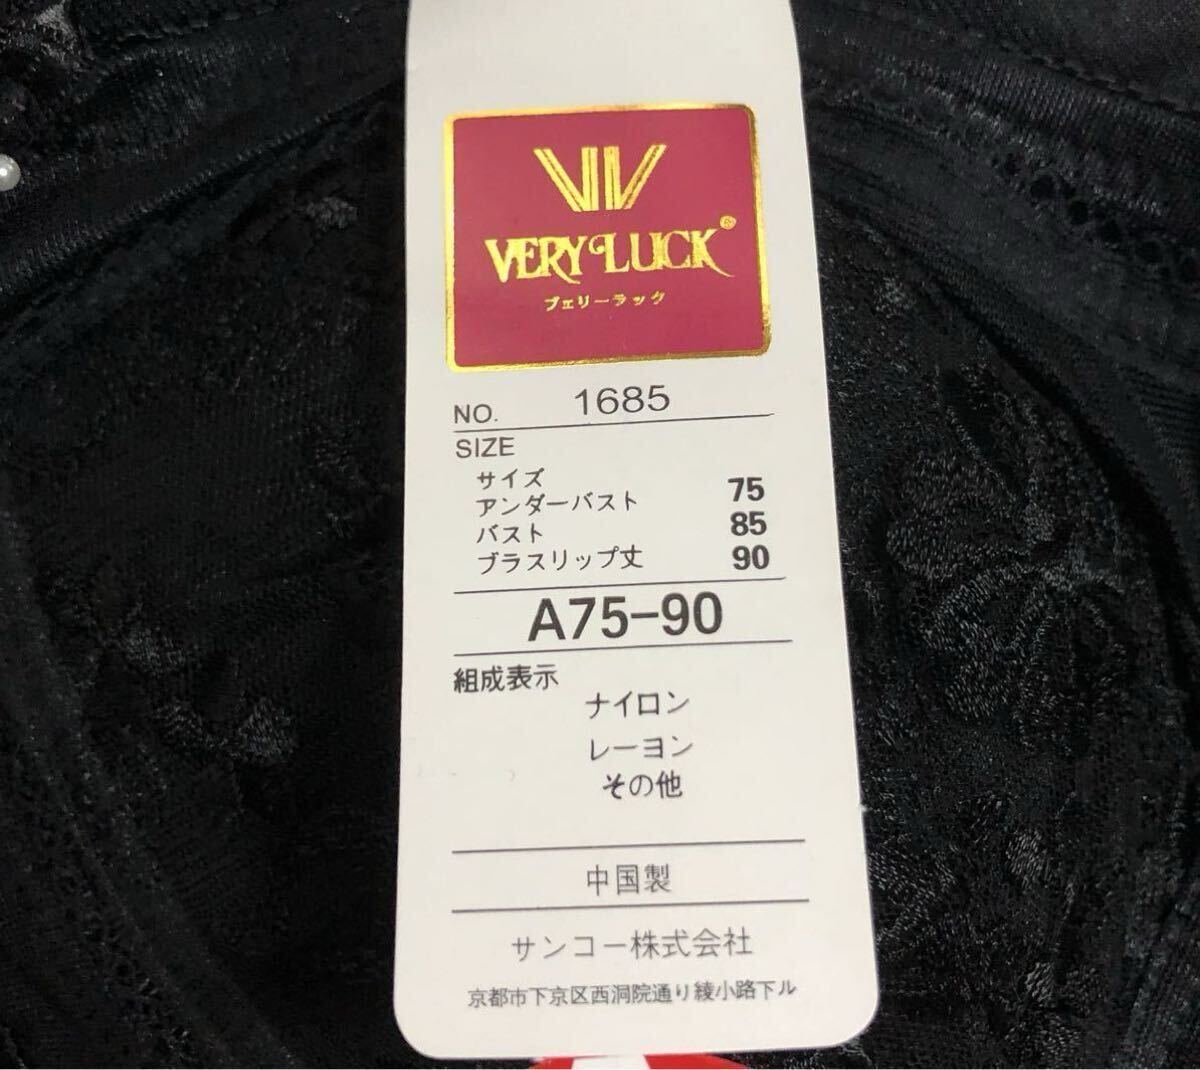 VERY LUCK®
ブェリーラック
NO. 1685
SIZE
サイズ
アンダーバスト 75
バスト 85
ブラスリップ丈 90
A75-90
組成表示
ナイロン
レーヨン
その他
中国製
サンコー株式会社
京都市下京区西洞院通り綾小路下ル